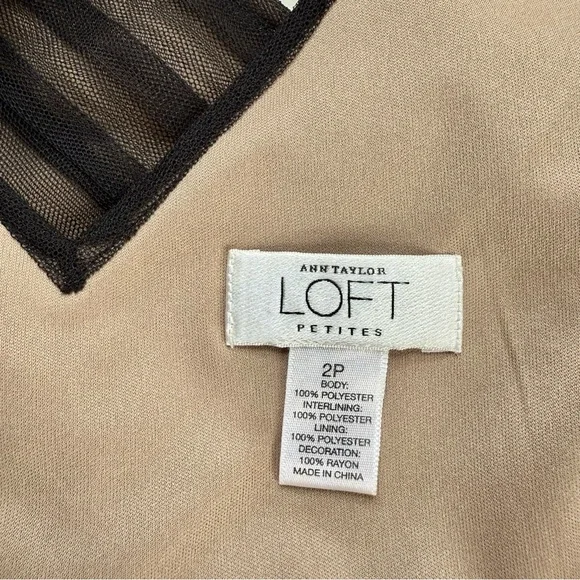 ANN TAYLOR
LOFT
PETITES
2P
BODY:
100% POLYESTER
INTERLINING:
100% POLYESTER
LINING:
100% POLYESTER
DECORATION:
100% RAYON
MADE IN CHINA